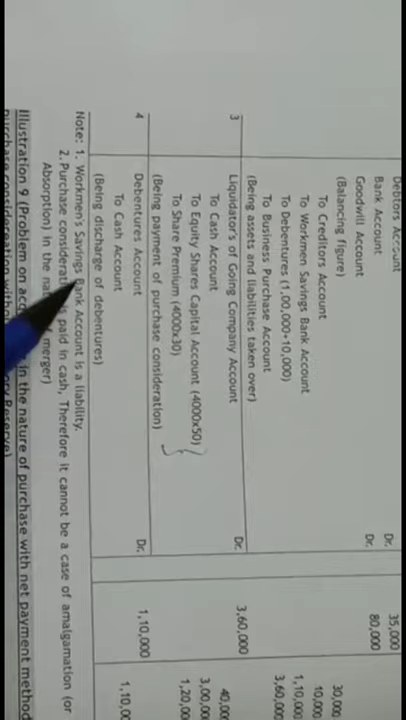 Debtors Account Dr. 35,000
Bank Account Dr. 80,000
Goodwill Account Dr.
(Balancing figure)
To Creditors Account 30,000
To Workmen Savings Bank Account 10,000
To Debentures (1,00,000+10,000) 1,10,000
To Business Purchase Account 3,60,000
(Being assets and liabilities taken over)
3 Liquidator's of Going Company Account Dr. 3,60,000
To Cash Account 40,000
To Equity Shares Capital Account (4000x50)
To Share Premium (4000x30) 1,20,00
(Being payment of purchase consideration)
4 Debentures Account Dr. 1,10,000
To Cash Account 1,10,0
(Being discharge of debentures)
Note: 1. Workmen's Savings Bank Account is a liability.
2. Purchase paid in cash, Therefore it cannot be a case of amalgamation (or
Absorption) in the merger)
Illustration 9 (Problem on in the nature of purchase with net payment method
purchase consideration Reserve)